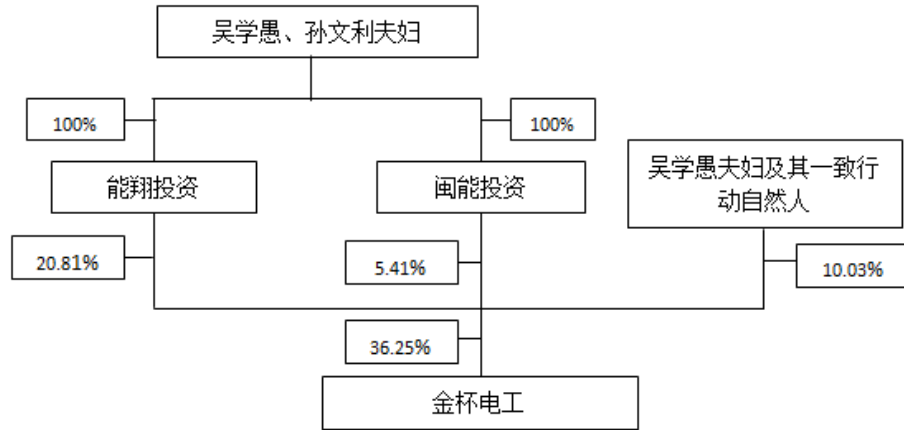 吴学愚、孙文利夫妇
100%
100%
能翔投资
闽能投资
吴学愚夫妇及其一致行
动自然人
20.81%
5.41%
10.03%
36.25%
金杯电工